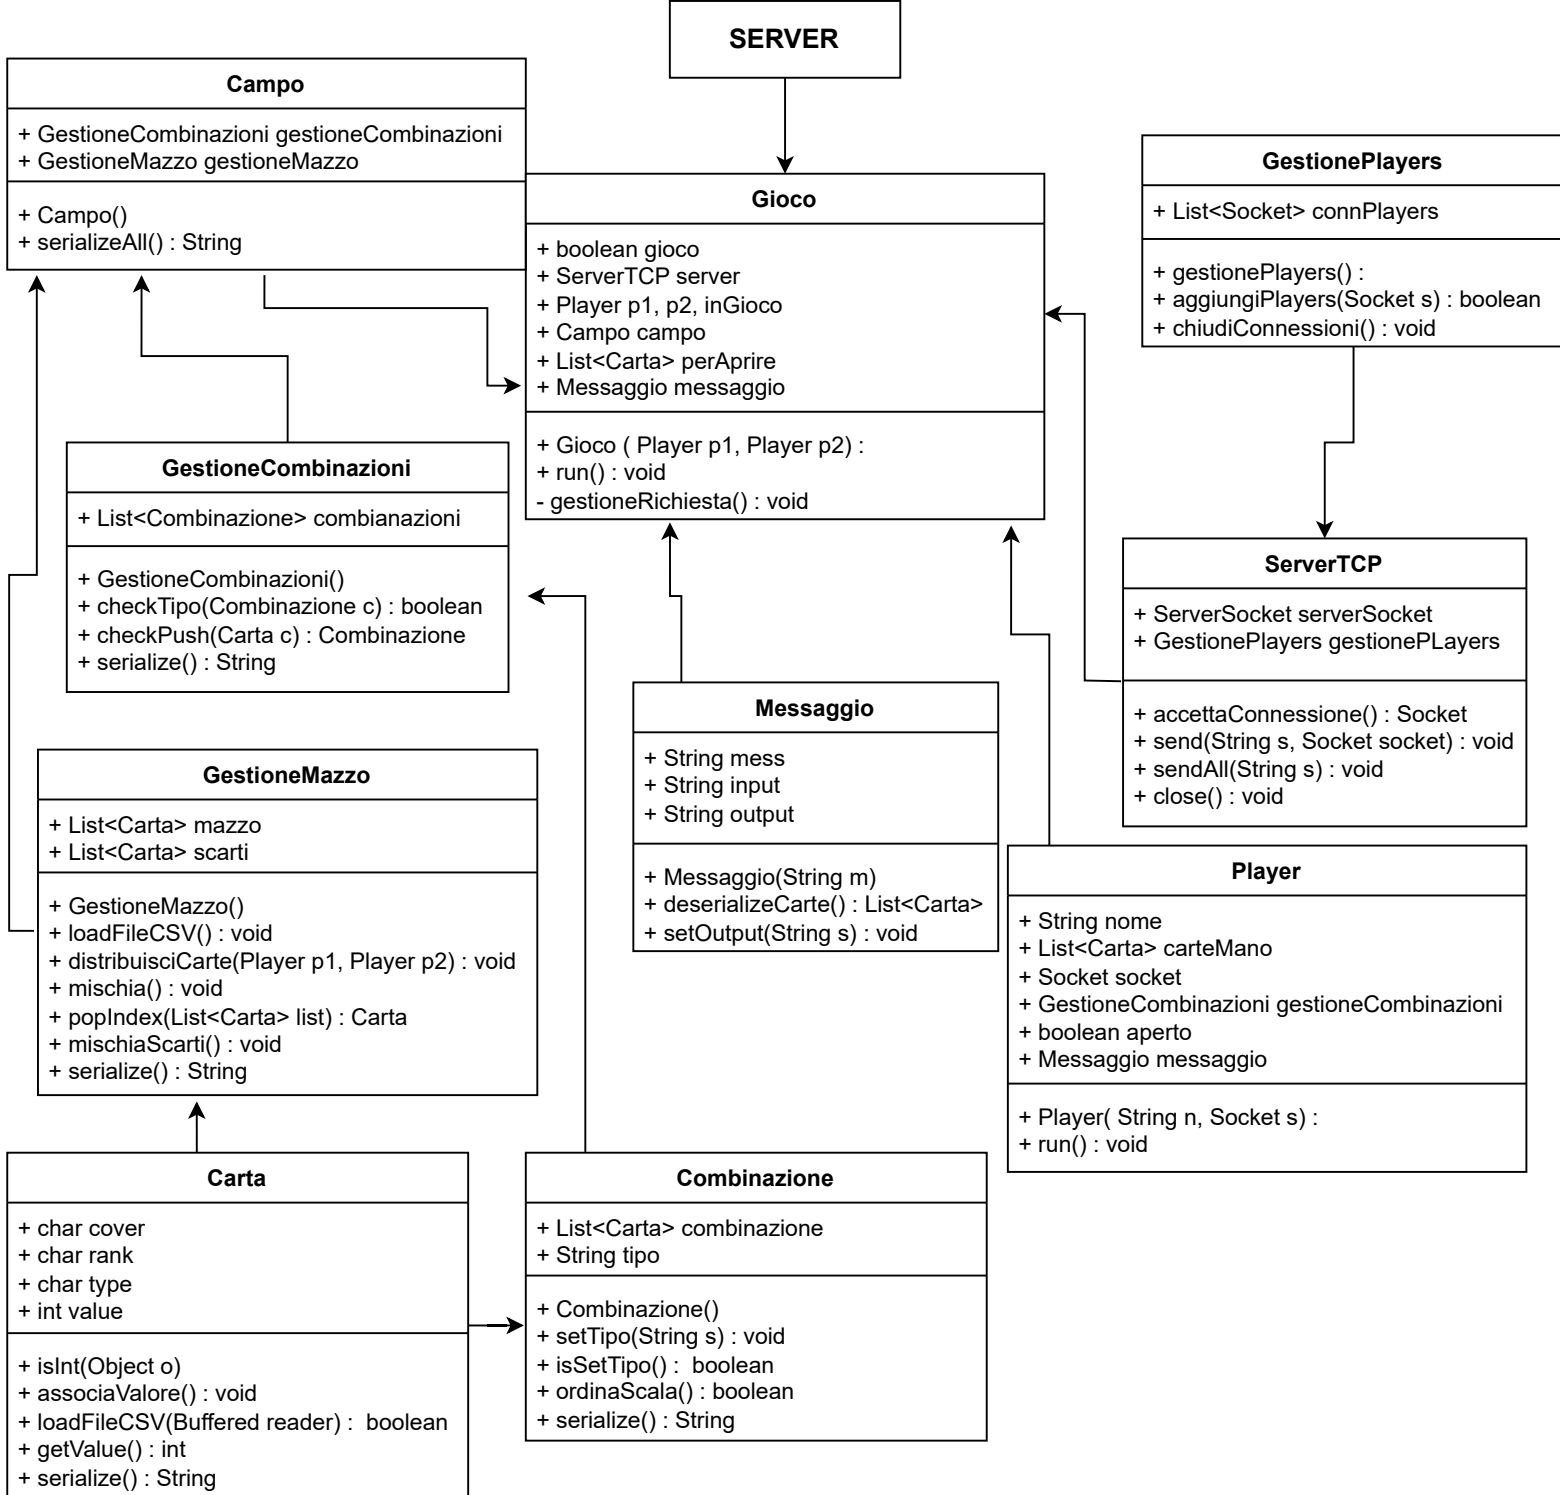 SERVER
Campo
+ GestioneCombinazioni gestioneCombinazioni
+ GestioneMazzo gestioneMazzo
+ Campo()
+ serializeAll() : String
Gioco
+ boolean gioco
+ ServerTCP server
+ Player p1, p2, inGioco
+ Campo campo
+ List<Carta> perAprire
+ Messaggio messaggio
+ Gioco ( Player p1, Player p2) :
+ run() : void
- gestioneRichiesta() : void
GestionePlayers
+ List<Socket> connPlayers
+ gestionePlayers() :
+ aggiungiPlayers(Socket s) : boolean
+ chiudiConnessioni() : void
GestioneCombinazioni
+ List<Combinazione> combianazioni
+ GestioneCombinazioni()
+ checkTipo(Combinazione c) : boolean
+ checkPush(Carta c) : Combinazione
+ serialize() : String
ServerTCP
+ ServerSocket serverSocket
+ GestionePlayers gestionePLayers
+ accettaConnessione() : Socket
+ send(String s, Socket socket) : void
+ sendAll(String s) : void
+ close() : void
Messaggio
+ String mess
+ String input
+ String output
+ Messaggio(String m)
+ deserializeCarte() : List<Carta>
+ setOutput(String s) : void
GestioneMazzo
+ List<Carta> mazzo
+ List<Carta> scarti
+ GestioneMazzo()
+ loadFileCSV() : void
+ distribuisciCarte(Player p1, Player p2) : void
+ mischia() : void
+ popIndex(List<Carta> list) : Carta
+ mischiaScarti() : void
+ serialize() : String
Player
+ String nome
+ List<Carta> carteMano
+ Socket socket
+ GestioneCombinazioni gestioneCombinazioni
+ boolean aperto
+ Messaggio messaggio
+ Player( String n, Socket s) :
+ run() : void
Carta
+ char cover
+ char rank
+ char type
+ int value
+ isInt(Object o)
+ associaValore() : void
+ loadFileCSV(Buffered reader) :  boolean
+ getValue() : int
+ serialize() : String
Combinazione
+ List<Carta> combinazione
+ String tipo
+ Combinazione()
+ setTipo(String s) : void
+ isSetTipo() :  boolean
+ ordinaScala() : boolean
+ serialize() : String